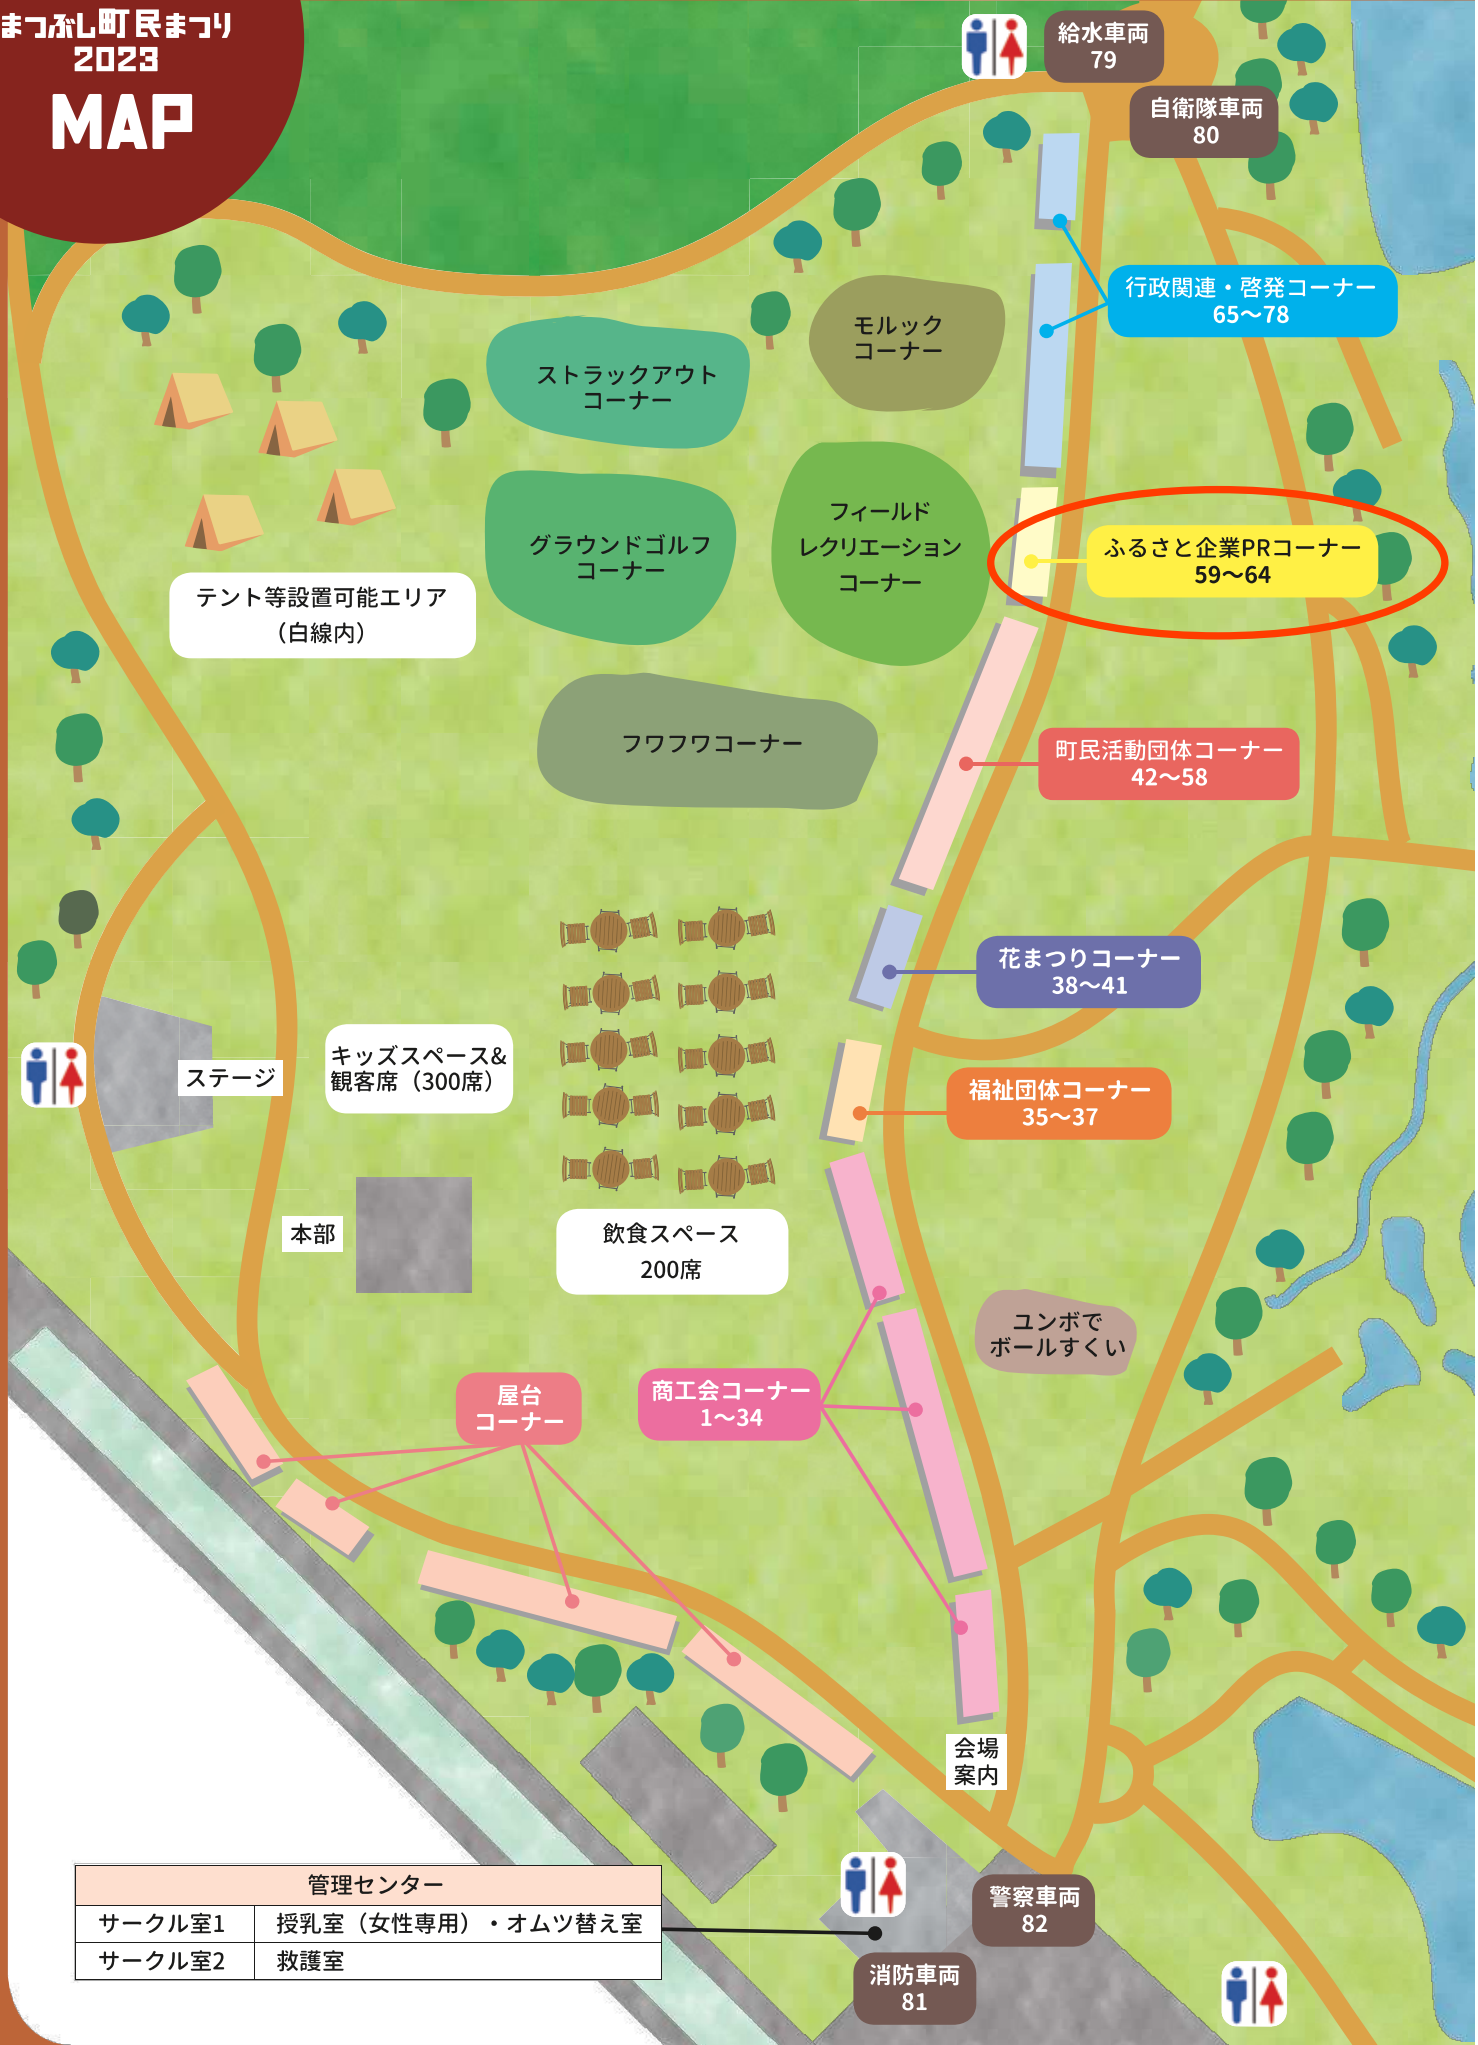 まつぶし町民まつり
2023
MAP
給水車両
79
自衛隊車両
80
行政関連・啓発コーナー
65〜78
モルック
コーナー
ストラックアウト
コーナー
フィールド
レクリエーション
コーナー
グラウンドゴルフ
コーナー
ふるさと企業PRコーナー
59〜64
テント等設置可能エリア
（白線内）
フワフワコーナー
町民活動団体コーナー
42〜58
花まつりコーナー
38〜41
ステージ
キッズスペース&
観客席（300席）
福祉団体コーナー
35〜37
本部
飲食スペース
200席
ユンボで
ボールすくい
屋台
コーナー
商工会コーナー
1〜34
会場
案内
管理センター
サークル室1 授乳室（女性専用）・オムツ替え室
サークル室2 救護室
警察車両
82
消防車両
81